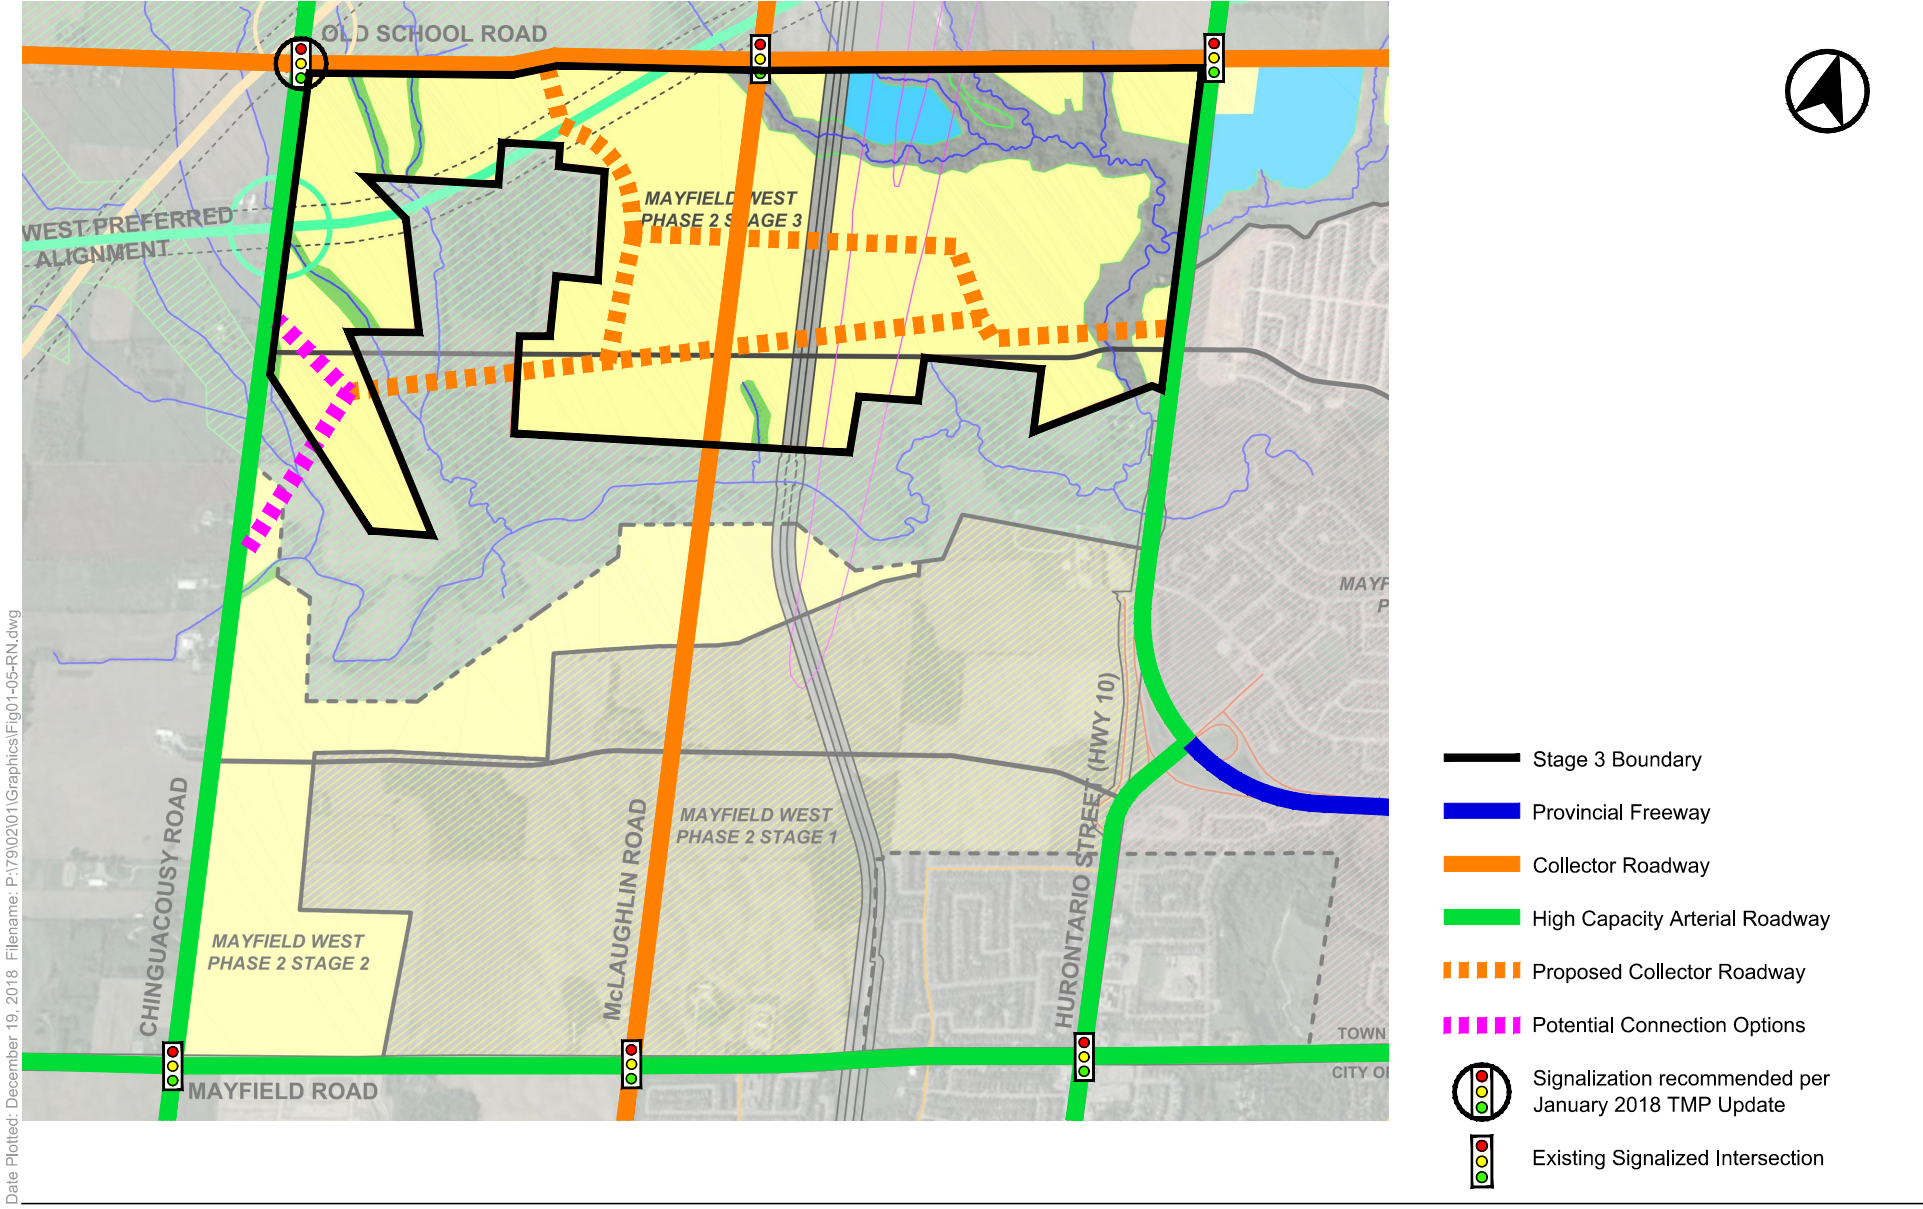 OLD SCHOOL ROAD
MAYFIELD WEST
PHASE 2 STAGE 3
WEST PREFERRED
ALIGNMENT
MAYF
P
HURONTARIO STREET (HWY 10)
MAYFIELD WEST
PHASE 2 STAGE 1
McLAUGHLIN ROAD
CHINGUACOUSY ROAD
MAYFIELD WEST
PHASE 2 STAGE 2
TOWN
CITY OF
MAYFIELD ROAD
Stage 3 Boundary
Provincial Freeway
Collector Roadway
High Capacity Arterial Roadway
Proposed Collector Roadway
Potential Connection Options
Signalization recommended per
January 2018 TMP Update
Existing Signalized Intersection
Date Plotted: December 19, 2018 Filename: P:\79\02\01\Graphics\Fig01-05-RN.dwg